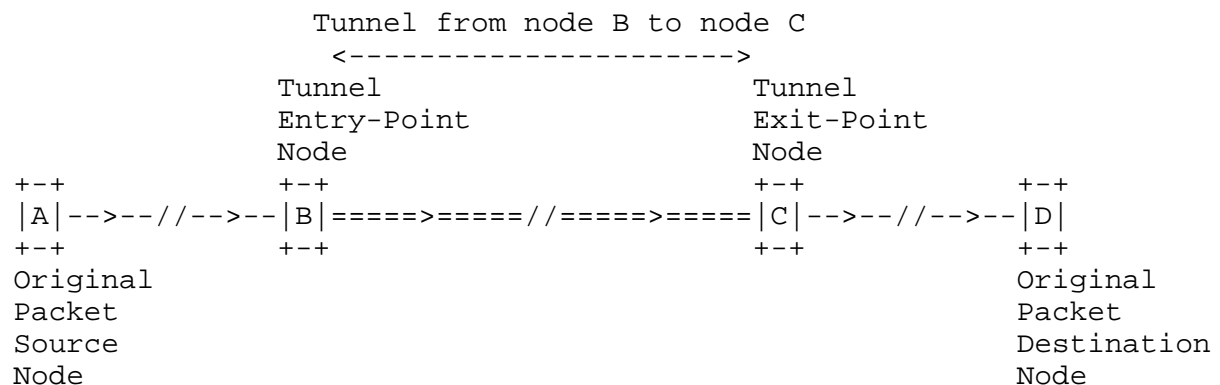 Tunnel from node B to node C
<---------------------->
Tunnel Tunnel
Entry-Point Exit-Point
Node Node
+-+ +-+ +-+ +-+
|A|-->--//-->--|B|=====>=====//=====>=====|C|-->--//-->--|D|
+-+ +-+ +-+ +-+
Original Original
Packet Packet
Source Destination
Node Node